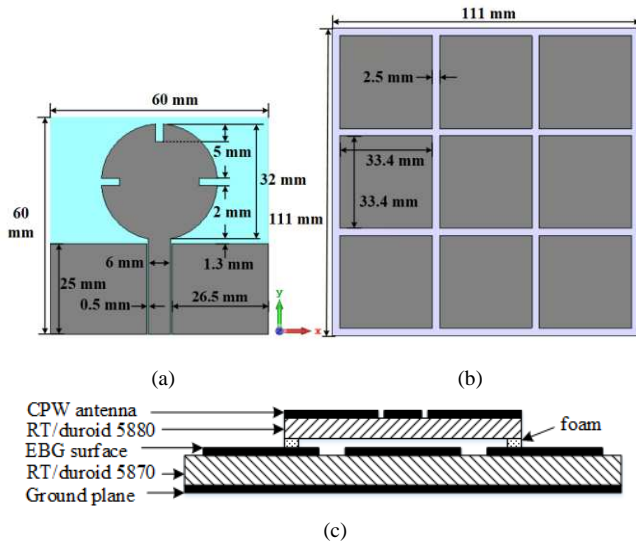 111 mm
60 mm
2.5 mm
5 mm
33.4 mm
32 mm
60
mm
2 mm
111 mm
33.4
mm
6 mm
1.3 mm
25 mm
y
0.5 mm
26.5 mm
x
(a)
(b)
CPW antenna
RT/duroid 5880
foam
EBG surface
RT/duroid 5870
Ground plane
(c)